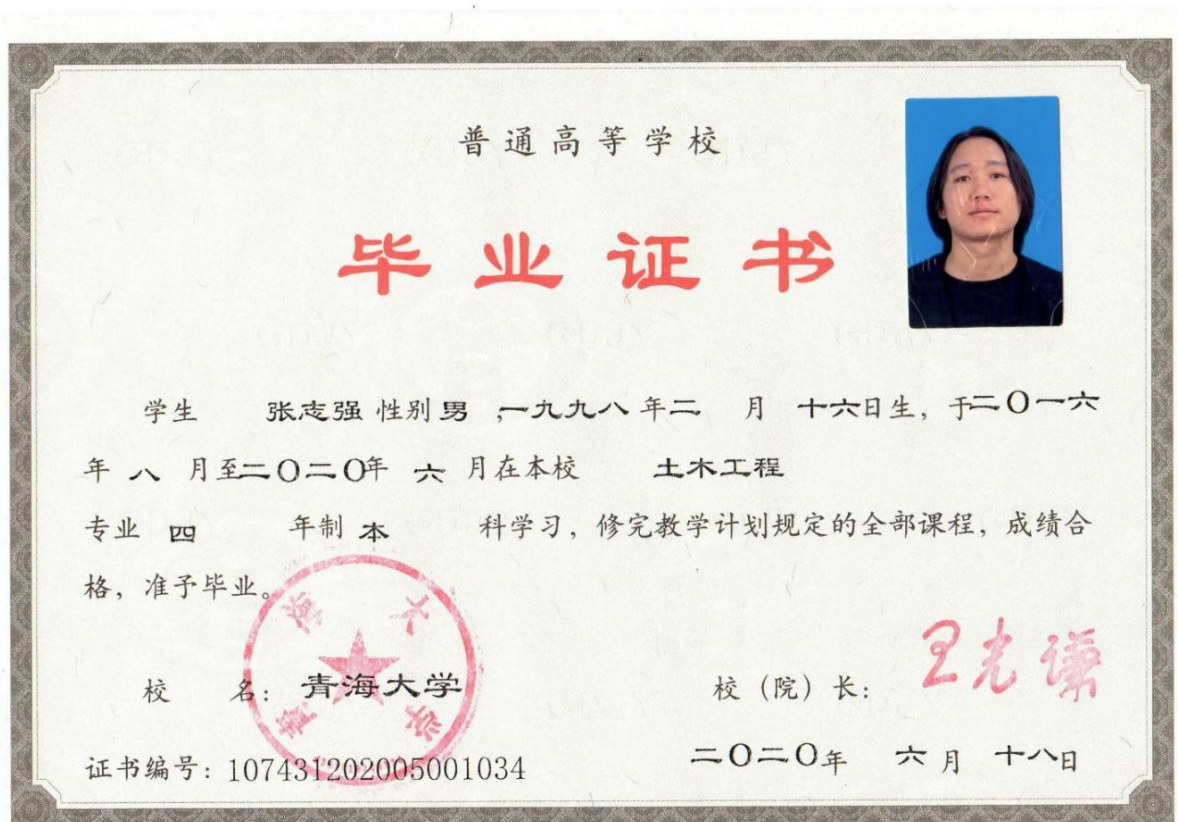 普通高等学校
毕业证书
学生 张志强 性别 男 ,一九九八 年 二 月 十六日生，于二〇一六
年 八 月至二〇二〇年 六 月在本校 土木工程
专业 四 年制 本 科学习，修完教学计划规定的全部课程，成绩合
格，准予毕业。
青海大学
校 名：青海大学
校（院）长：王光谦
证书编号：107431202005001034
二〇二〇年 六月 十八日